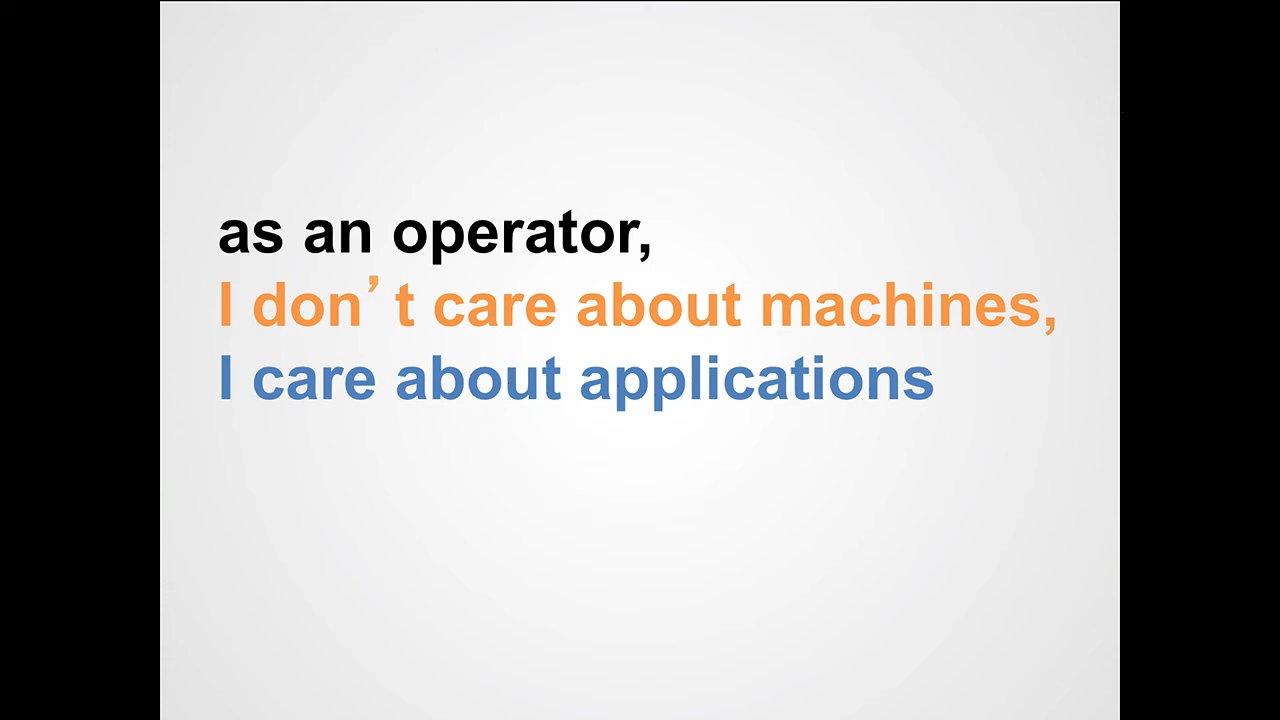 as an operator,
I don’t care about machines,
I care about applications